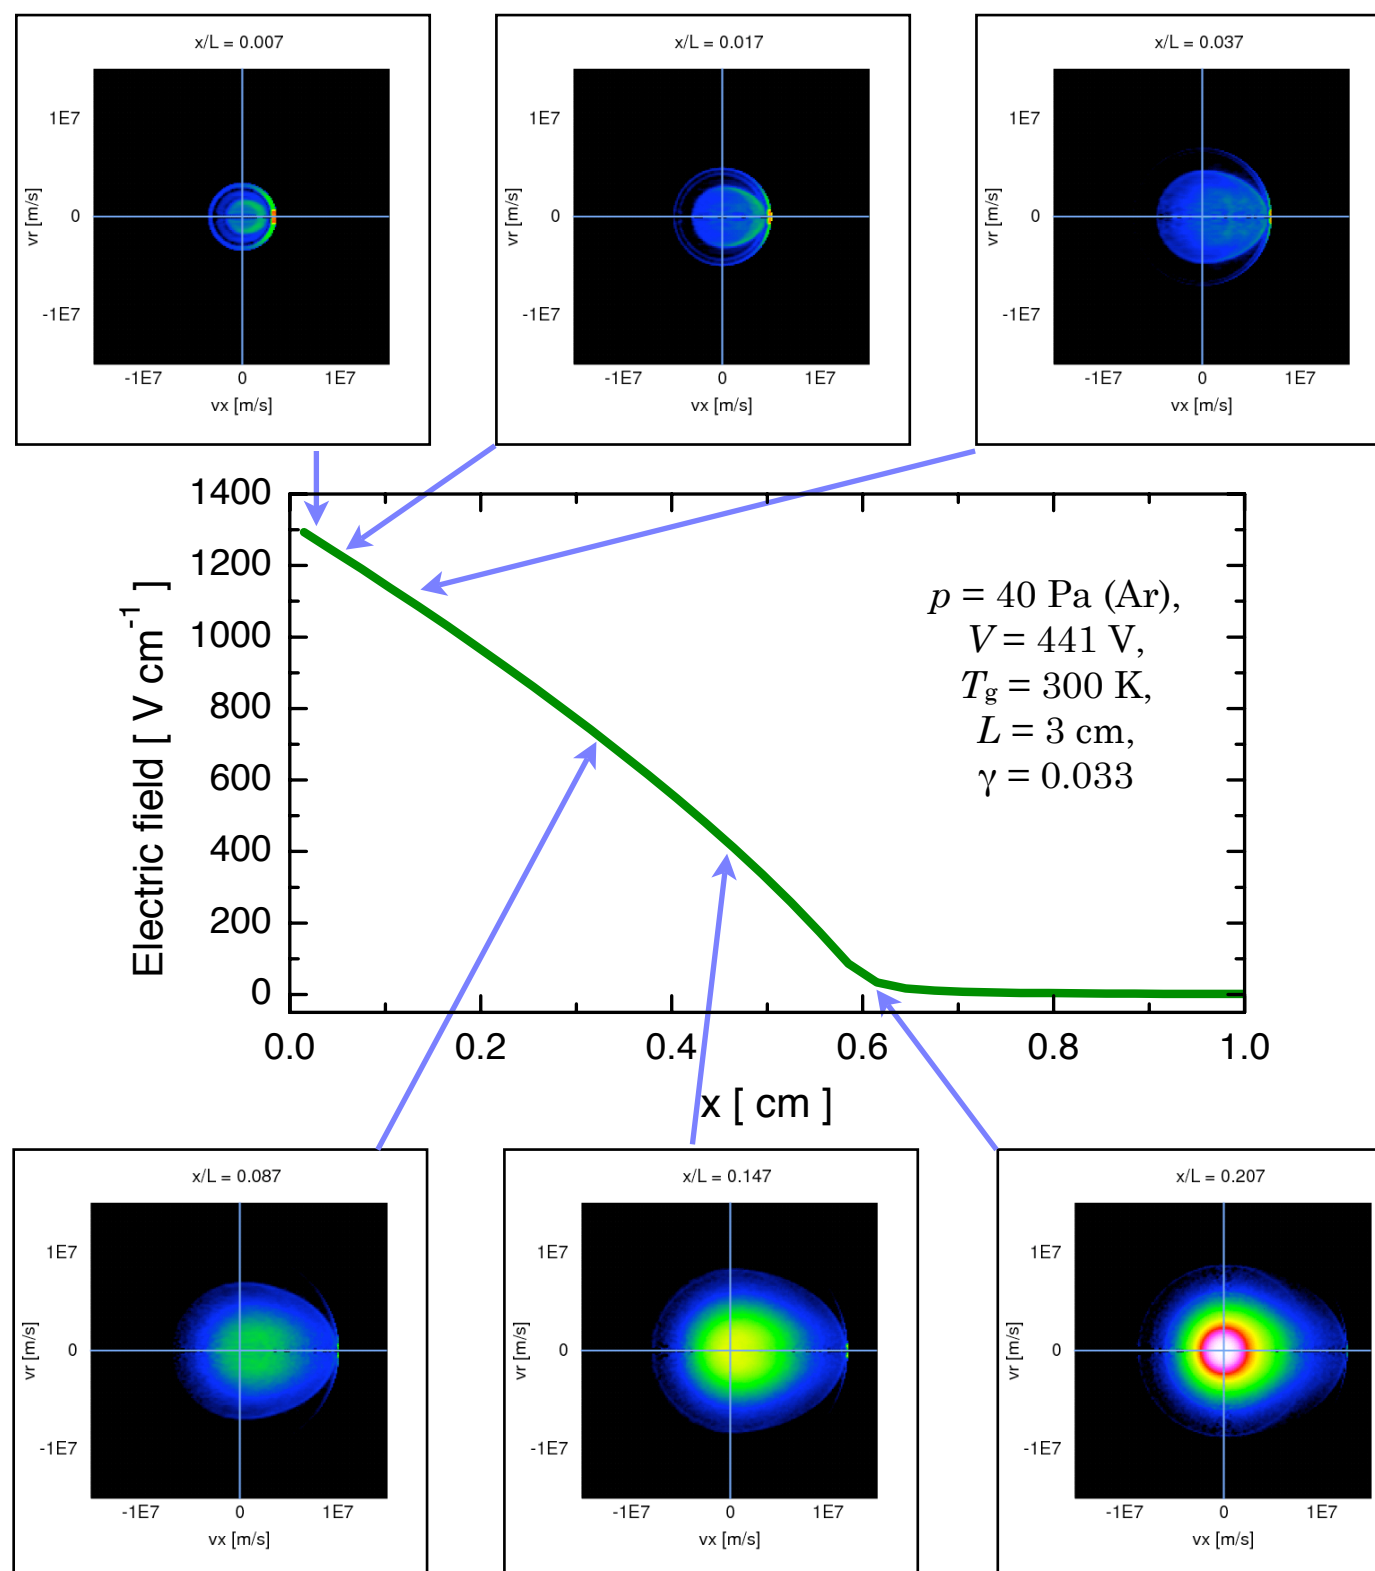 x/L = 0.007
1E7
0
-1E7
vr [m/s]
-1E7 0 1E7
vx [m/s]
x/L = 0.017
1E7
0
-1E7
vr [m/s]
-1E7 0 1E7
vx [m/s]
x/L = 0.037
1E7
0
-1E7
vr [m/s]
-1E7 0 1E7
vx [m/s]
1400
1200
1000
800
600
400
200
0
Electric field [ V cm⁻¹ ]
p = 40 Pa (Ar),
V = 441 V,
T_g = 300 K,
L = 3 cm,
γ = 0.033
0.0 0.2 0.4 0.6 0.8 1.0
x [ cm ]
x/L = 0.087
1E7
0
-1E7
vr [m/s]
-1E7 0 1E7
vx [m/s]
x/L = 0.147
1E7
0
-1E7
vr [m/s]
-1E7 0 1E7
vx [m/s]
x/L = 0.207
1E7
0
-1E7
vr [m/s]
-1E7 0 1E7
vx [m/s]